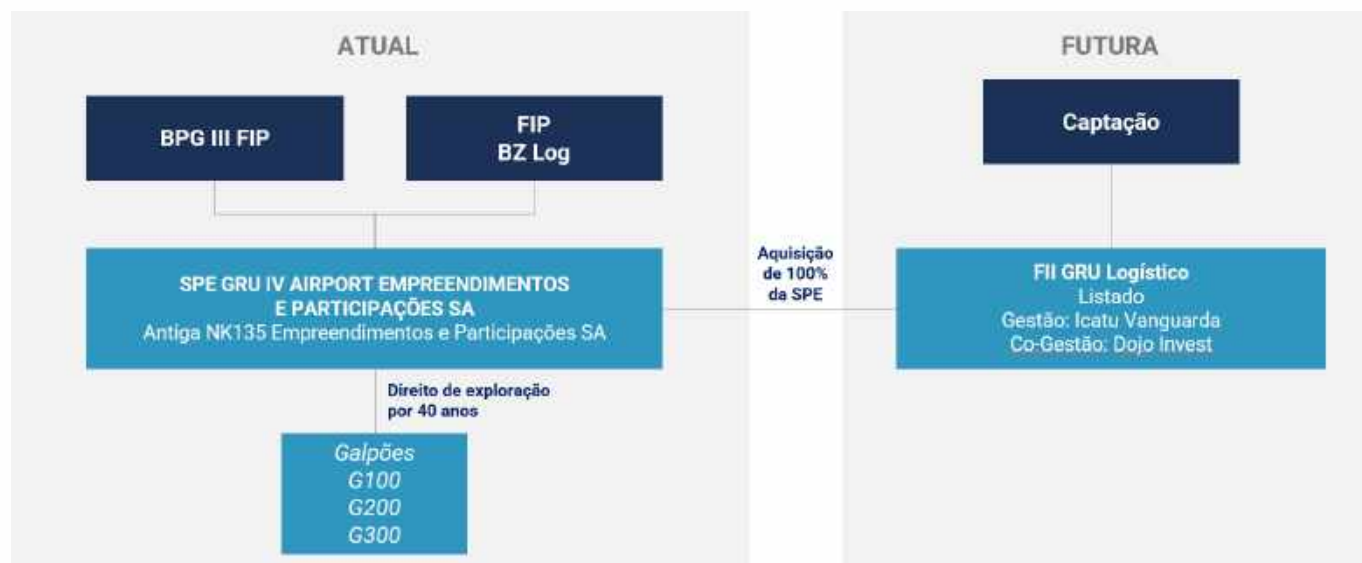 ATUAL
BPG III FIP
FIP
BZ Log
SPE GRU IV AIRPORT EMPREENDIMENTOS
E PARTICIPAÇÕES SA
Antiga NK135 Empreendimentos e Participações SA
Direito de exploração
por 40 anos
Galpões
G100
G200
G300
Aquisição
de 100%
da SPE
FUTURA
Captação
FII GRU Logístico
Listado
Gestão: Icatu Vanguarda
Co-Gestão: Dojo Invest